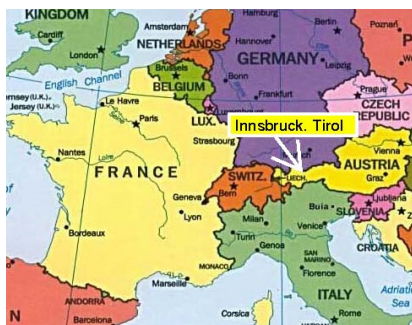 KINGDOM
Cardiff
London
English Channel
Jersey (U.K.)
Le Havre
Paris
Nantes
FRANCE
Bordeaux
Lyon
Marseille
MONACO
ANDORRA
Barcelona
Corsica
Amsterdam
NETHERLANDS
Brussels
BELGIUM
LUX.
Strasbourg
Hamburg
Berlin
Hannover
GERMANY
Leipzig
Bonn
Frankfurt
Innsbruck. Tirol
Prague
CZECH
REPUBLIC
Vienna
AUSTRIA
Graz
LIECH.
SWITZ.
Bern
Geneva
Milan
Turin
Genoa
Venice
Buia
Ljubljana
SLOVENIA
CROATIA
SAN
MARINO
Florence
ITALY
Rome